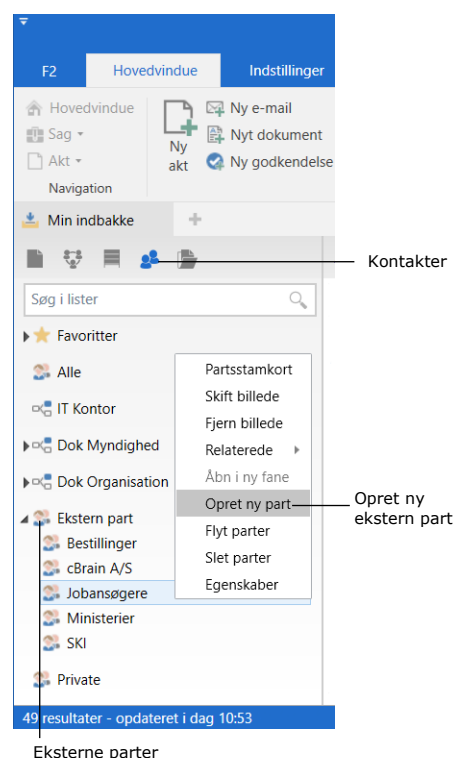 F2
Hovedvindue
Indstillinger
Hovedvindue
Sag
Akt
Navigation
Ny
akt
Ny e-mail
Nyt dokument
Ny godkendelse
Min indbakke
Kontakter
Søg i lister
Favoritter
Alle
IT Kontor
Dok Myndighed
Dok Organisation
Ekstern part
Bestillinger
cBrain A/S
Jobansøgere
Ministerier
SKI
Private
Partsstamkort
Skift billede
Fjern billede
Relaterede
Åbn i ny fane
Opret ny part
Flyt parter
Slet parter
Egenskaber
Opret ny
ekstern part
49 resultater - opdateret i dag 10:53
Eksterne parter